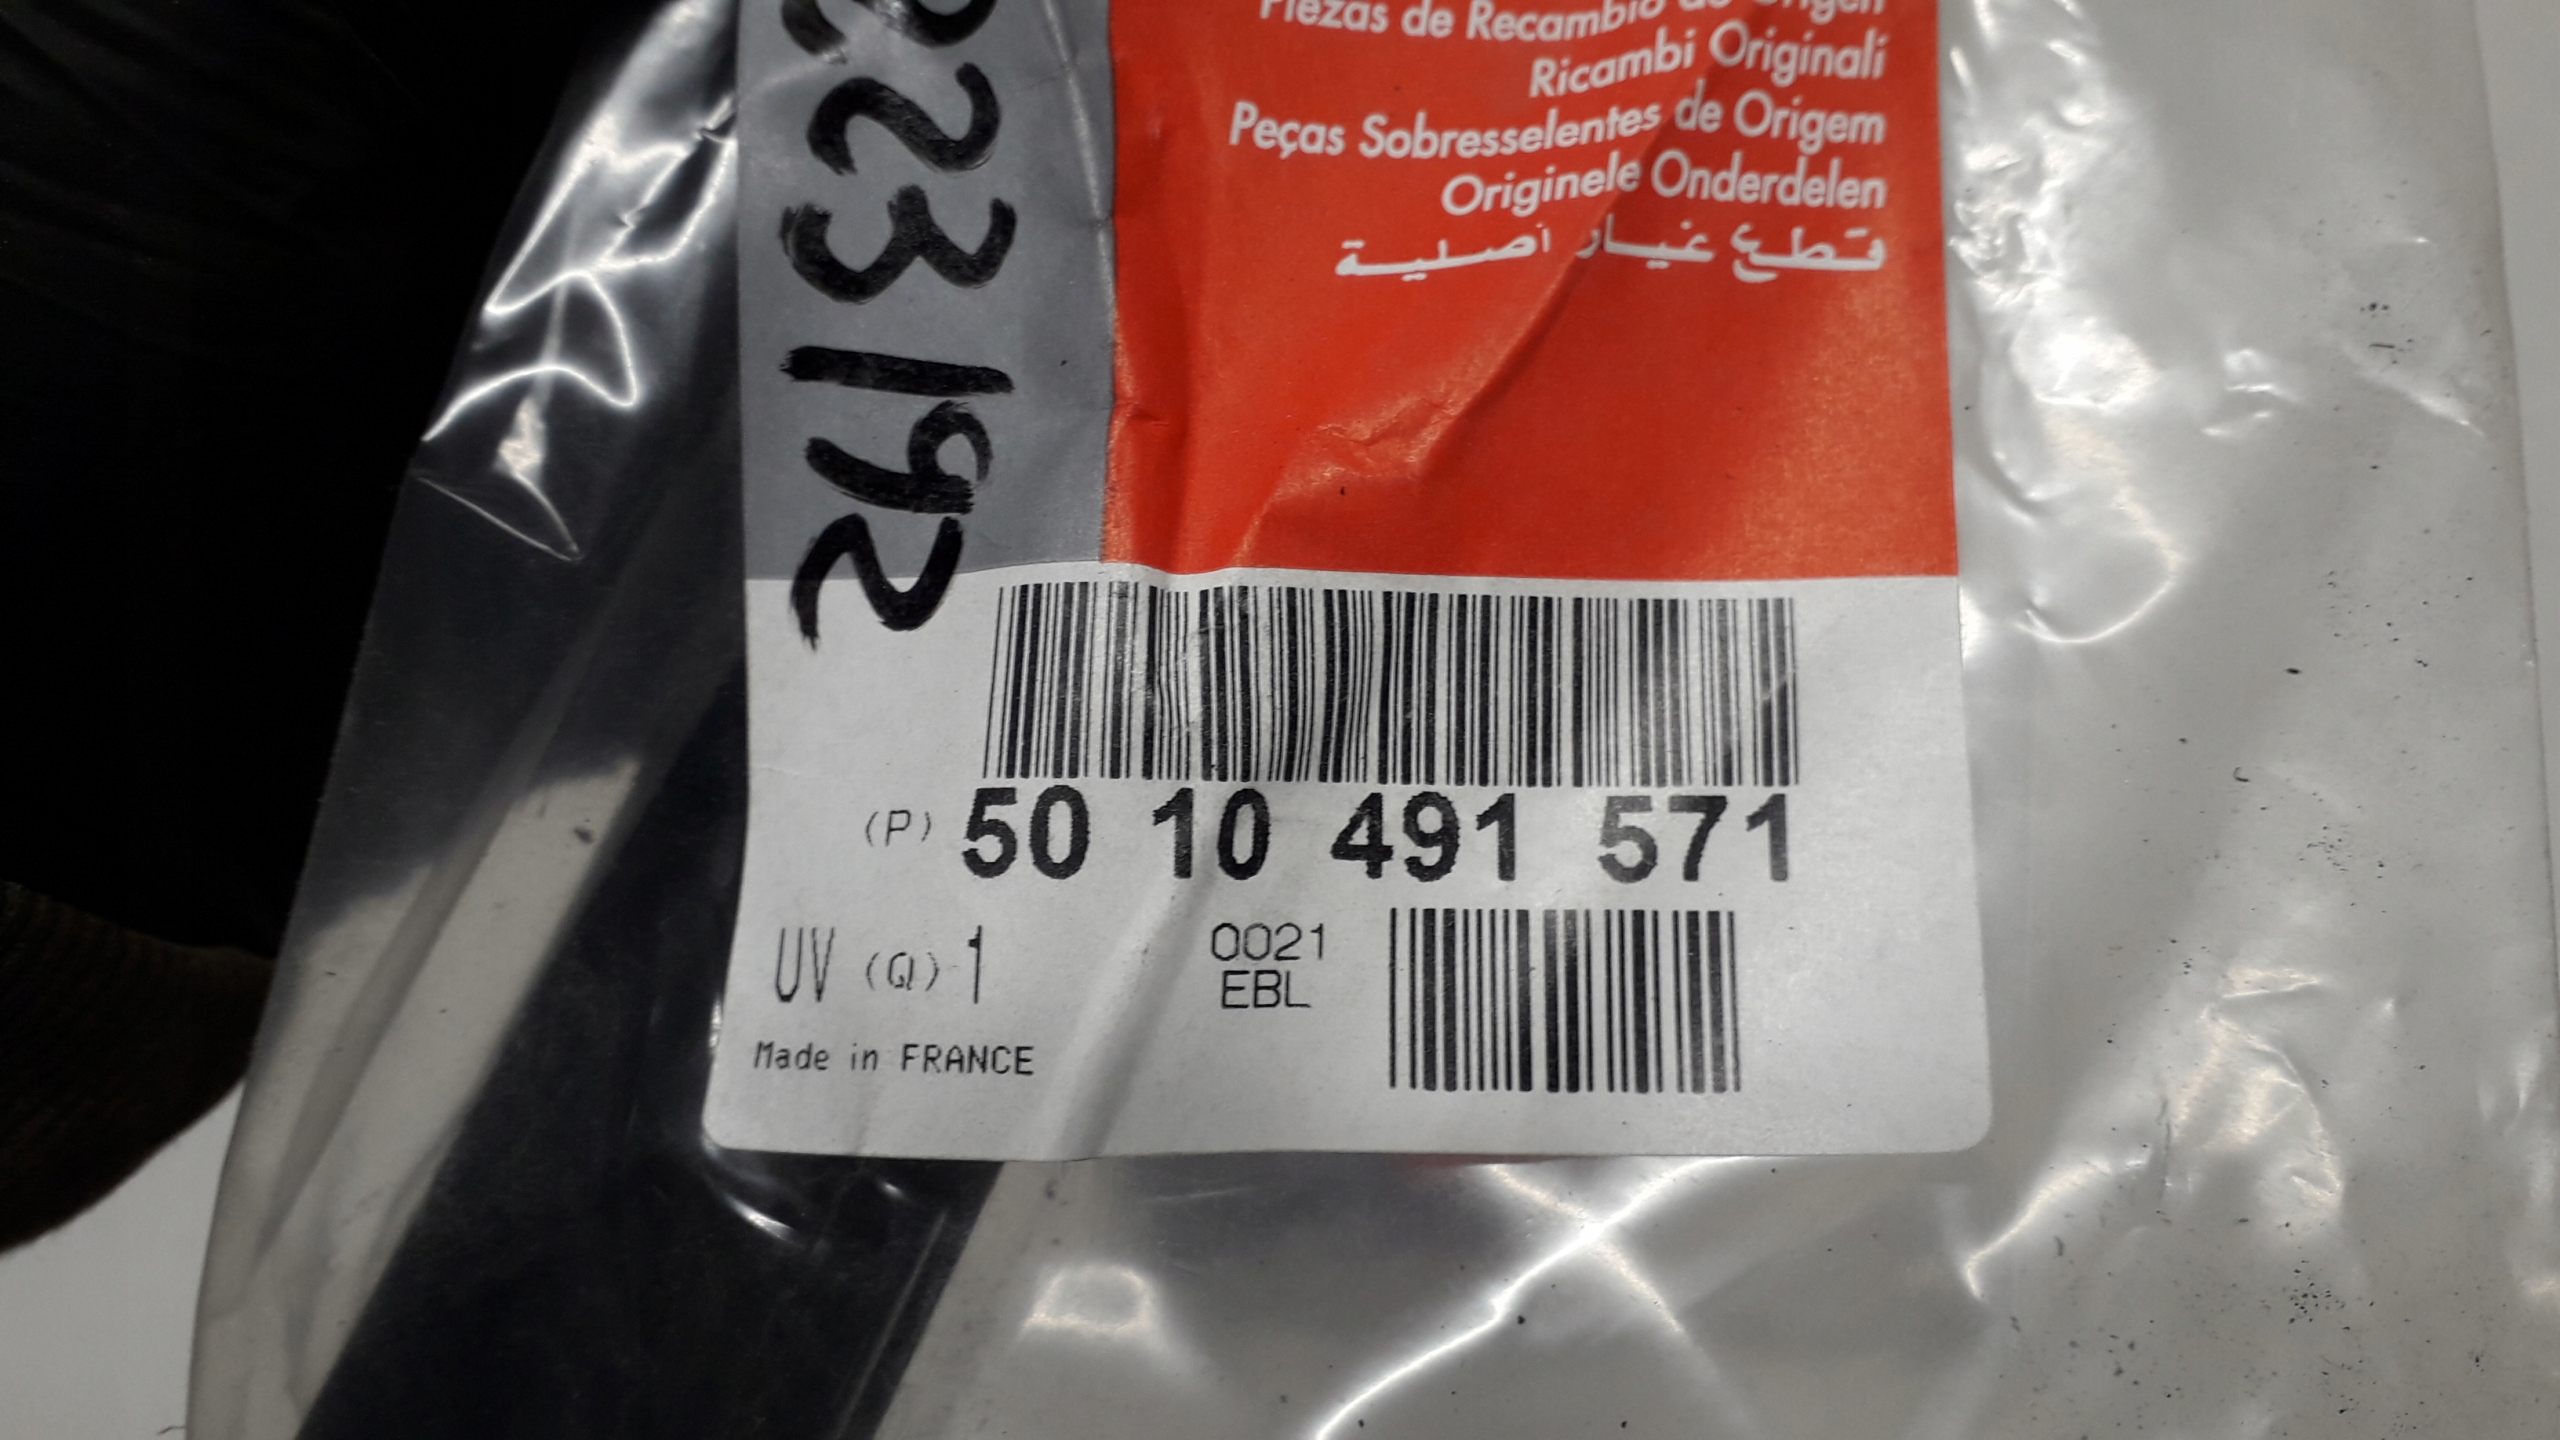 Piezas de Recambio de Origen
Ricambi Originali
Peças Sobresselentes de Origem
Originele Onderdelen
قطع غيار أصلية
23192
(P) 50 10 491 571
UV (Q) 1
0021
EBL
Made in FRANCE